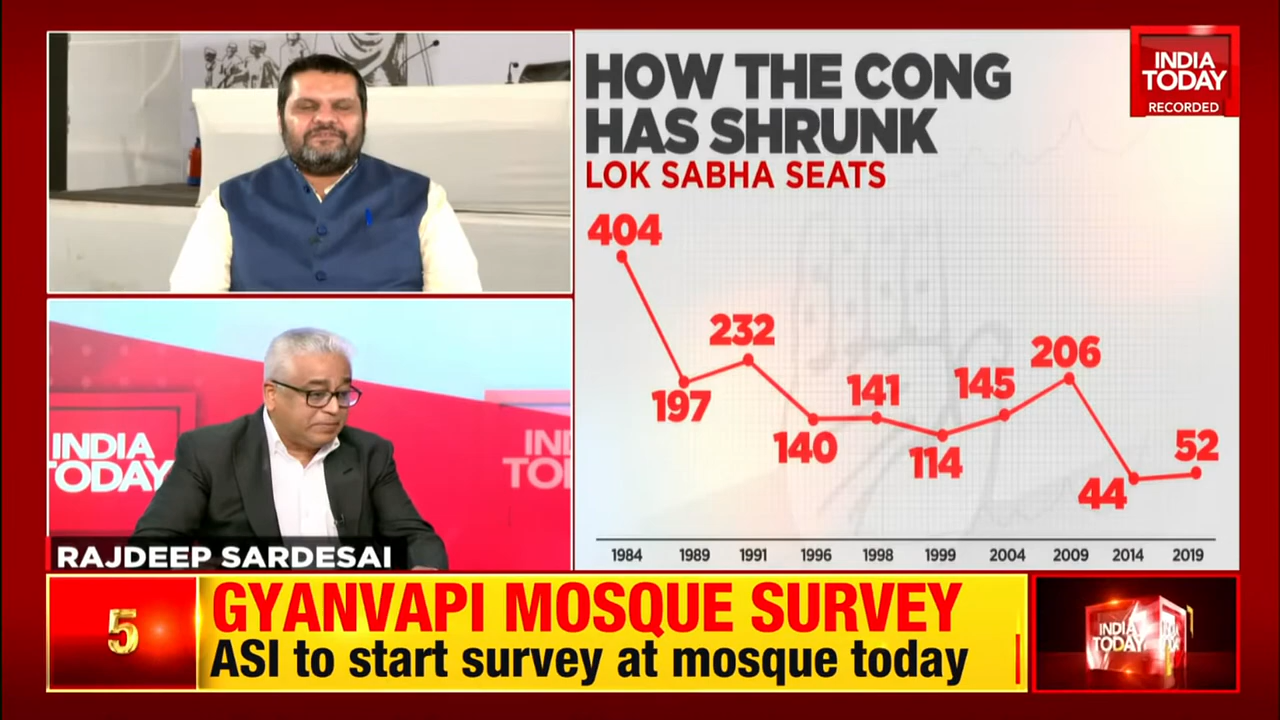 HOW THE CONG
HAS SHRUNK
LOK SABHA SEATS
INDIA
TODAY
RECORDED
404
197
232
140
141
114
145
206
44
52
1984 1989 1991 1996 1998 1999 2004 2009 2014 2019
INDIA
TODAY
RAJDEEP SARDESAI
5
GYANVAPI MOSQUE SURVEY
ASI to start survey at mosque today
INDIA
TODAY